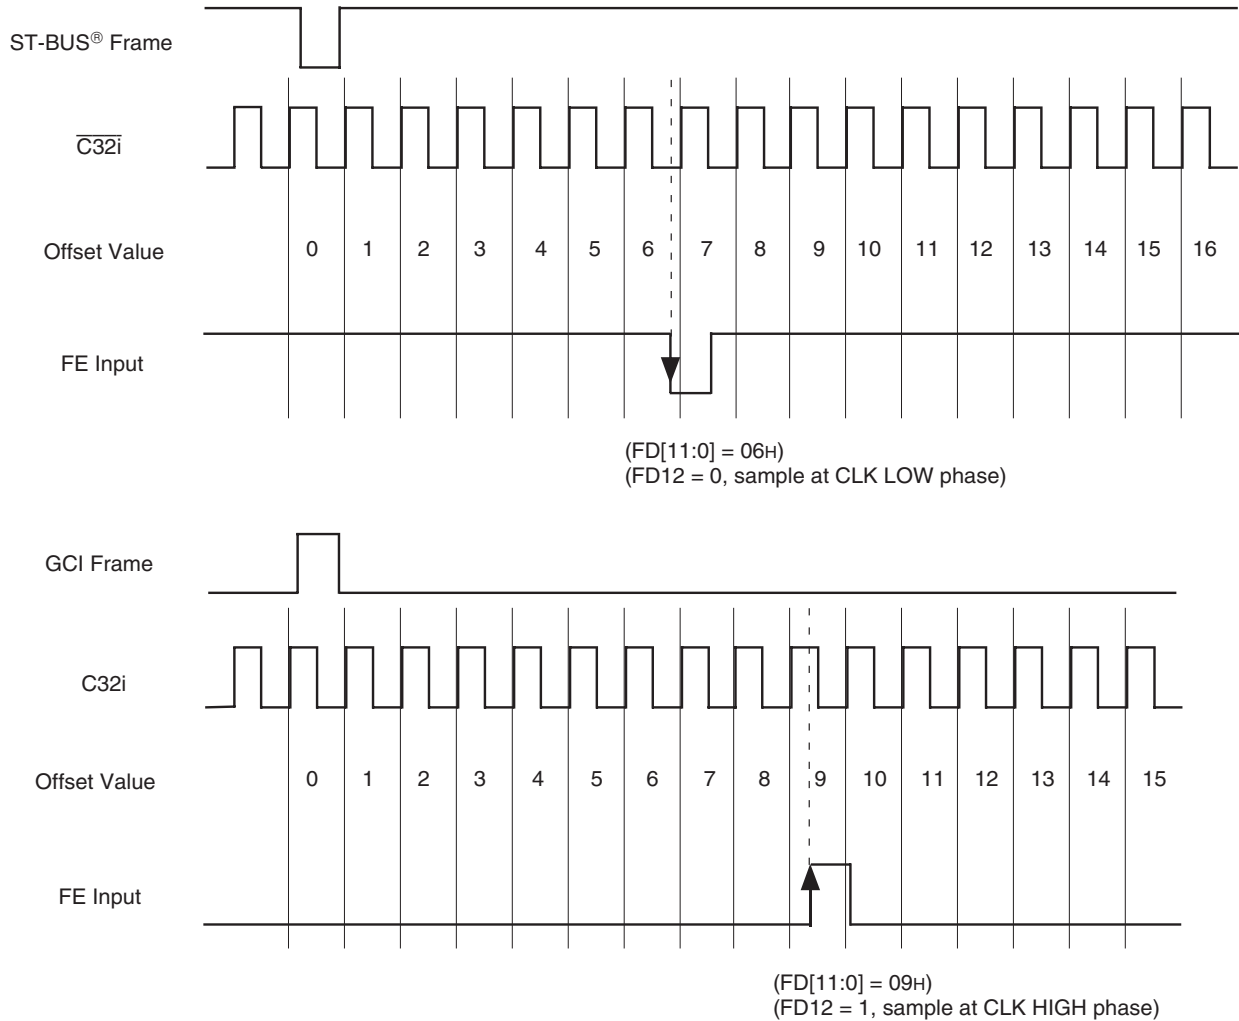 ST-BUS® Frame
C32i
Offset Value
0 1 2 3 4 5 6 7 8 9 10 11 12 13 14 15 16
FE Input
(FD[11:0] = 06H)
(FD12 = 0, sample at CLK LOW phase)
GCI Frame
C32i
Offset Value
0 1 2 3 4 5 6 7 8 9 10 11 12 13 14 15
FE Input
(FD[11:0] = 09H)
(FD12 = 1, sample at CLK HIGH phase)